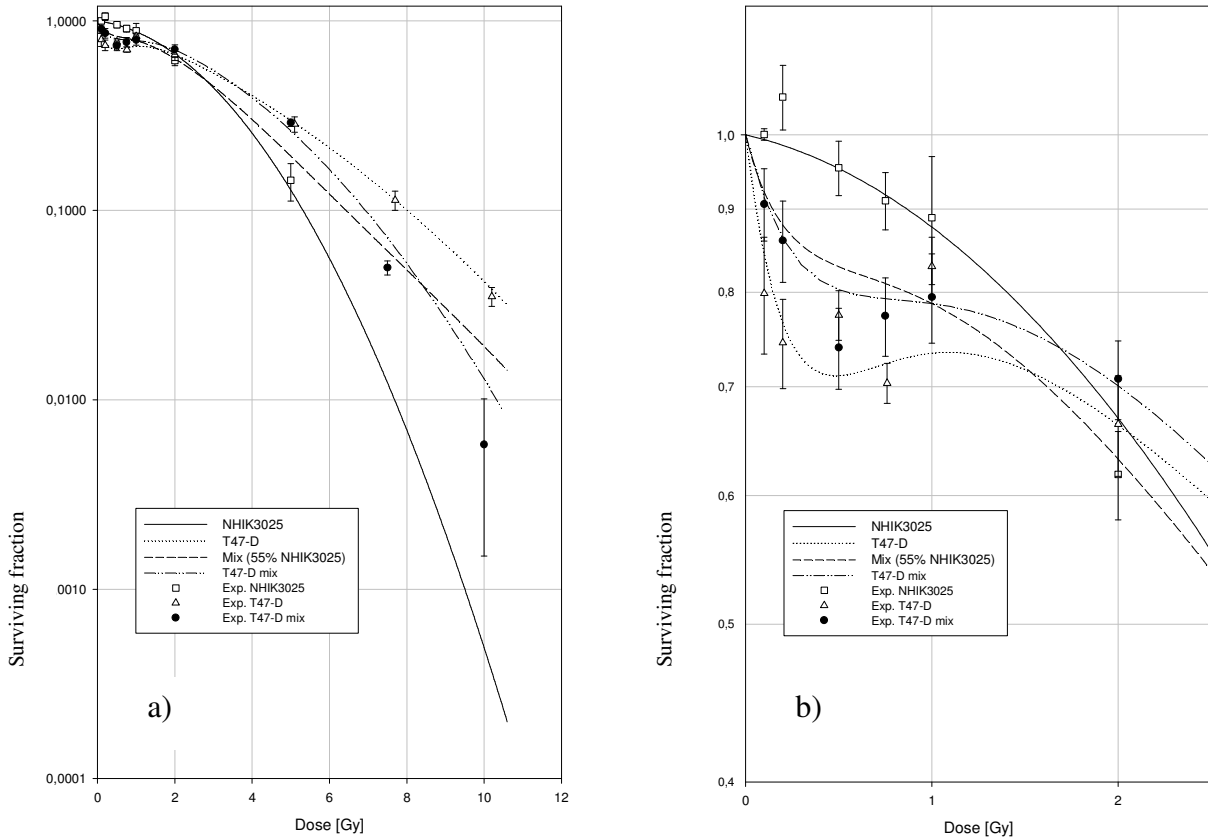 1,0000
0,1000
0,0100
0010
0,0001
Surviving fraction
NHIK3025
T47-D
Mix (55% NHIK3025)
T47-D mix
Exp. NHIK3025
Exp. T47-D
Exp. T47-D mix
a)
0 2 4 6 8 10 12
Dose [Gy]
1,0
0,9
0,8
0,7
0,6
0,5
0,4
Surviving fraction
NHIK3025
T47-D
Mix (55% NHIK3025)
T47-D mix
Exp. NHIK3025
Exp. T47-D
Exp. T47-D mix
b)
0 1 2
Dose [Gy]